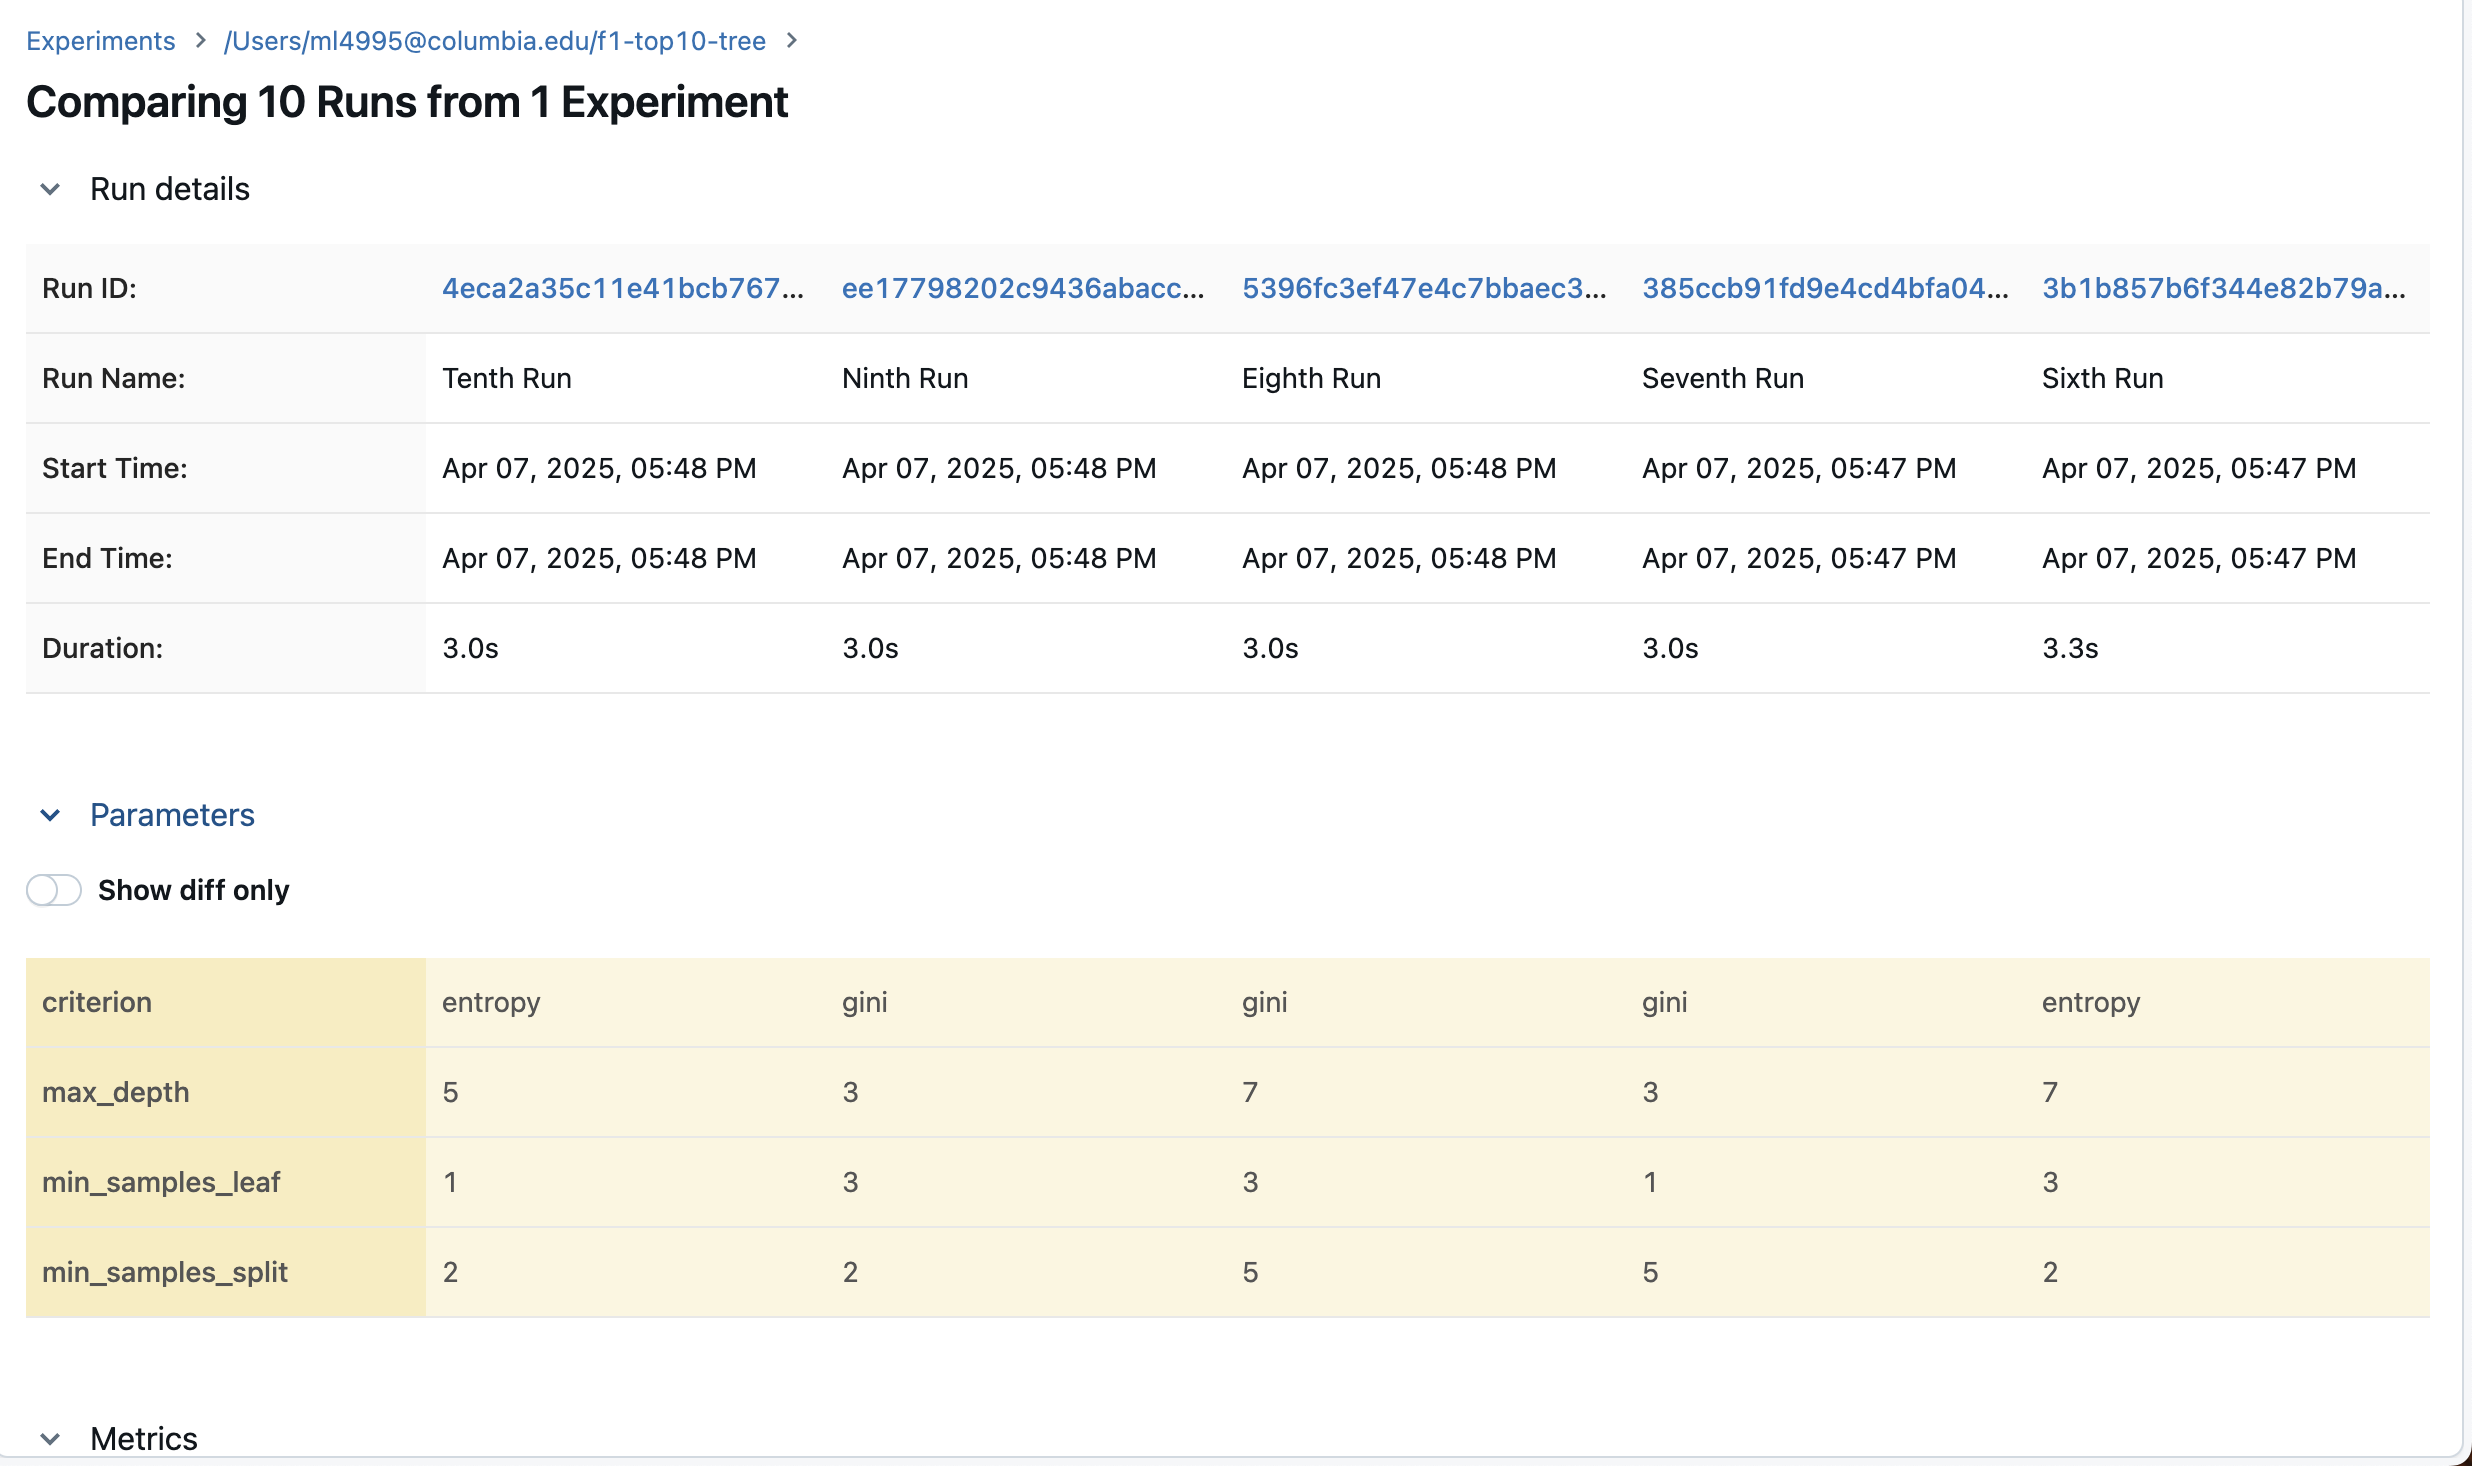 Experiments > /Users/ml4995@columbia.edu/f1-top10-tree >
Comparing 10 Runs from 1 Experiment
Run details
Run ID: 4eca2a35c11e41bcb767... ee17798202c9436abacc... 5396fc3ef47e4c7bbaec3... 385ccb91fd9e4cd4bfa04... 3b1b857b6f344e82b79a...
Run Name: Tenth Run Ninth Run Eighth Run Seventh Run Sixth Run
Start Time: Apr 07, 2025, 05:48 PM Apr 07, 2025, 05:48 PM Apr 07, 2025, 05:48 PM Apr 07, 2025, 05:47 PM Apr 07, 2025, 05:47 PM
End Time: Apr 07, 2025, 05:48 PM Apr 07, 2025, 05:48 PM Apr 07, 2025, 05:48 PM Apr 07, 2025, 05:47 PM Apr 07, 2025, 05:47 PM
Duration: 3.0s 3.0s 3.0s 3.0s 3.3s
Parameters
Show diff only
criterion entropy gini gini gini entropy
max_depth 5 3 7 3 7
min_samples_leaf 1 3 3 1 3
min_samples_split 2 2 5 5 2
Metrics